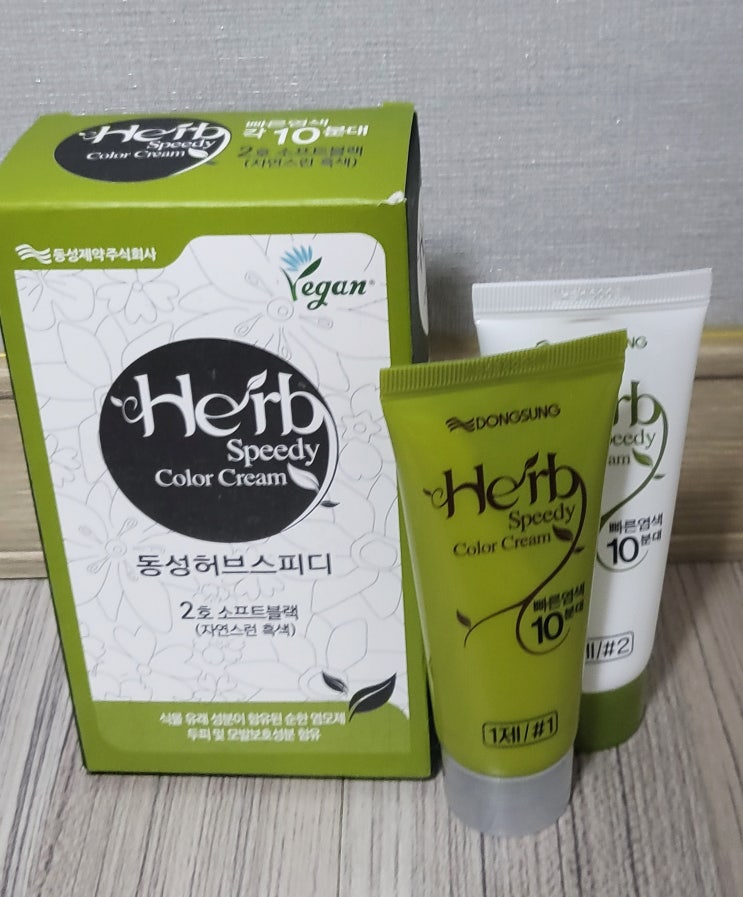 Herb
Speedy
Color Cream
빠른염색
각 10분대
2호 소프트블랙
(자연스런 흑색)
동성제약주식회사
Vegan
Herb
Speedy
Color Cream
동성허브스피디
2호 소프트블랙
(자연스런 흑색)
식물 유래 성분이 함유된 순한 염모제
두피 및 모발보호성분 함유
DONGSUNG
Herb
Speedy
Color Cream
빠른염색
10분대
1제/#1
NG
rb
eedy
am
빠른염색
10분대
/#2